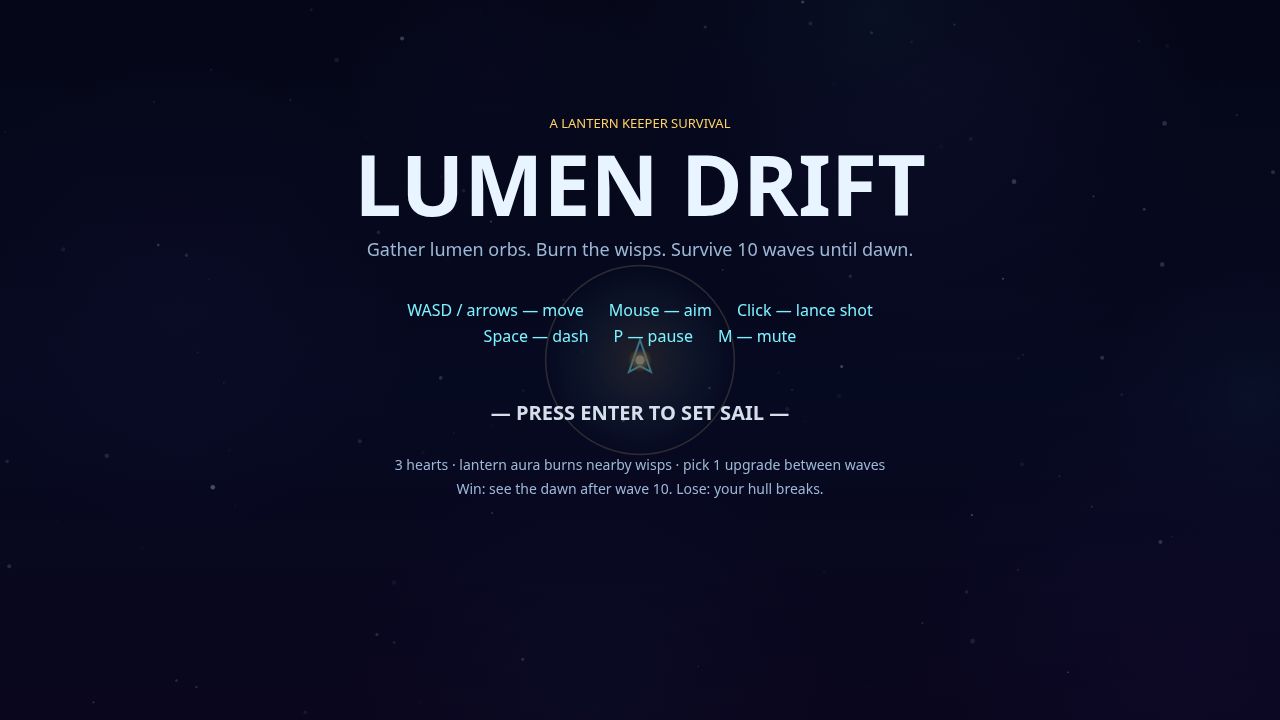 A LANTERN KEEPER SURVIVAL
LUMEN DRIFT
Gather lumen orbs. Burn the wisps. Survive 10 waves until dawn.
WASD / arrows — move Mouse — aim Click — lance shot
Space — dash P — pause M — mute
— PRESS ENTER TO SET SAIL —
3 hearts · lantern aura burns nearby wisps · pick 1 upgrade between waves
Win: see the dawn after wave 10. Lose: your hull breaks.